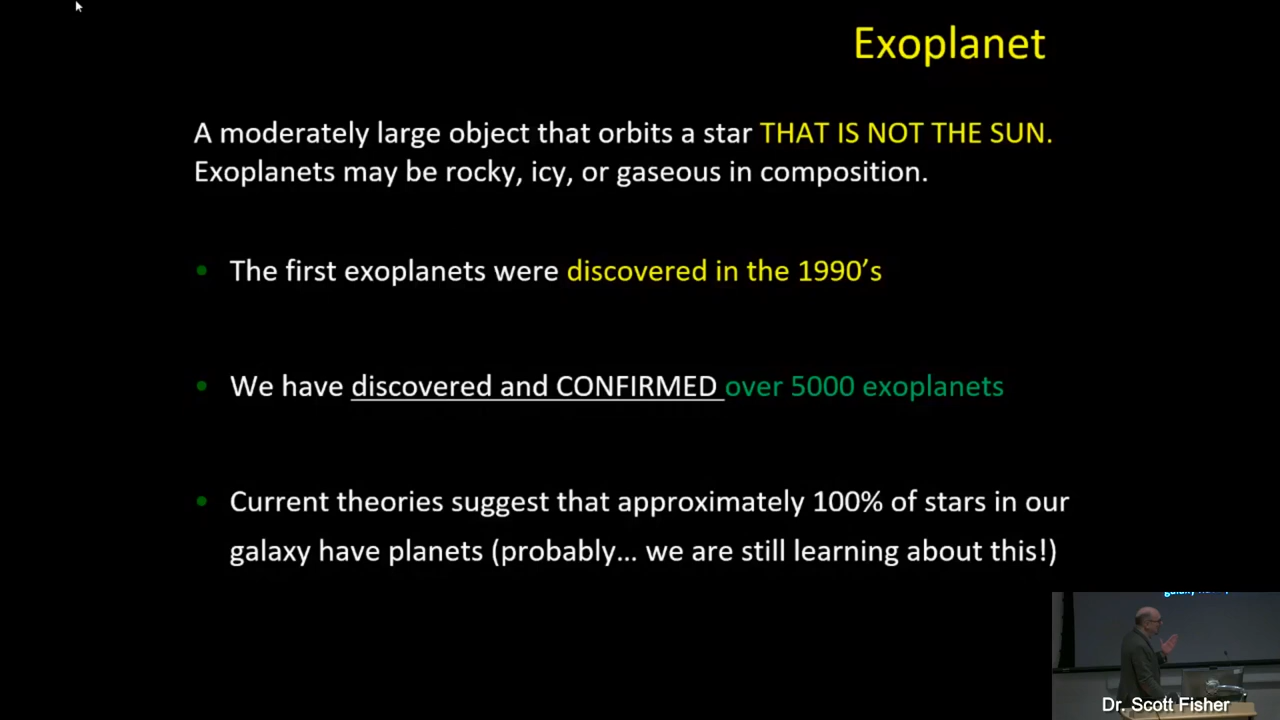 Exoplanet
A moderately large object that orbits a star THAT IS NOT THE SUN.
Exoplanets may be rocky, icy, or gaseous in composition.
• The first exoplanets were discovered in the 1990’s
• We have discovered and CONFIRMED over 5000 exoplanets
• Current theories suggest that approximately 100% of stars in our
galaxy have planets (probably... we are still learning about this!)
Dr. Scott Fisher